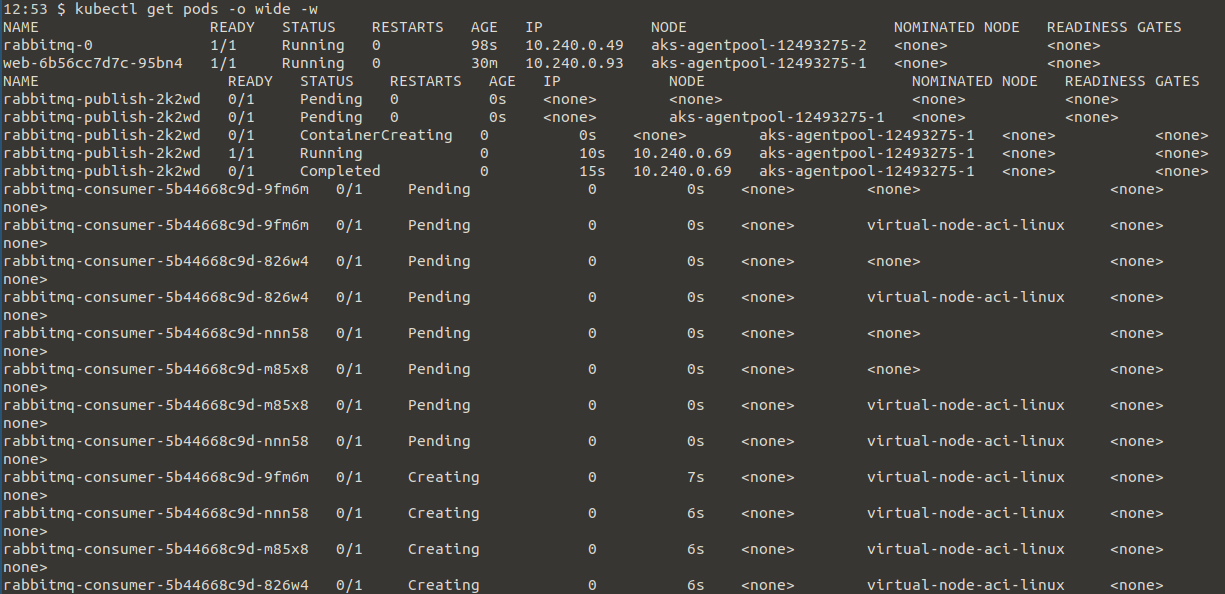 12:53 $ kubectl get pods -o wide -w
NAME READY STATUS RESTARTS AGE IP NODE NOMINATED NODE READINESS GATES
rabbitmq-0 1/1 Running 0 98s 10.240.0.49 aks-agentpool-12493275-2 <none> <none>
web-6b56cc7d7c-95bn4 1/1 Running 0 30m 10.240.0.93 aks-agentpool-12493275-1 <none> <none>
NAME READY STATUS RESTARTS AGE IP NODE NOMINATED NODE READINESS GATES
rabbitmq-publish-2k2wd 0/1 Pending 0 0s <none> <none> <none> <none>
rabbitmq-publish-2k2wd 0/1 Pending 0 0s <none> aks-agentpool-12493275-1 <none> <none>
rabbitmq-publish-2k2wd 0/1 ContainerCreating 0 0s <none> aks-agentpool-12493275-1 <none> <none>
rabbitmq-publish-2k2wd 1/1 Running 0 10s 10.240.0.69 aks-agentpool-12493275-1 <none> <none>
rabbitmq-publish-2k2wd 0/1 Completed 0 15s 10.240.0.69 aks-agentpool-12493275-1 <none> <none>
rabbitmq-consumer-5b44668c9d-9fm6m 0/1 Pending 0 0s <none> <none> <none>
none>
rabbitmq-consumer-5b44668c9d-9fm6m 0/1 Pending 0 0s <none> virtual-node-aci-linux <none>
none>
rabbitmq-consumer-5b44668c9d-826w4 0/1 Pending 0 0s <none> <none> <none>
none>
rabbitmq-consumer-5b44668c9d-826w4 0/1 Pending 0 0s <none> virtual-node-aci-linux <none>
none>
rabbitmq-consumer-5b44668c9d-nnn58 0/1 Pending 0 0s <none> <none> <none>
none>
rabbitmq-consumer-5b44668c9d-m85x8 0/1 Pending 0 0s <none> <none> <none>
none>
rabbitmq-consumer-5b44668c9d-m85x8 0/1 Pending 0 0s <none> virtual-node-aci-linux <none>
none>
rabbitmq-consumer-5b44668c9d-nnn58 0/1 Pending 0 0s <none> virtual-node-aci-linux <none>
none>
rabbitmq-consumer-5b44668c9d-9fm6m 0/1 Creating 0 7s <none> virtual-node-aci-linux <none>
none>
rabbitmq-consumer-5b44668c9d-nnn58 0/1 Creating 0 6s <none> virtual-node-aci-linux <none>
none>
rabbitmq-consumer-5b44668c9d-m85x8 0/1 Creating 0 6s <none> virtual-node-aci-linux <none>
none>
rabbitmq-consumer-5b44668c9d-826w4 0/1 Creating 0 6s <none> virtual-node-aci-linux <none>